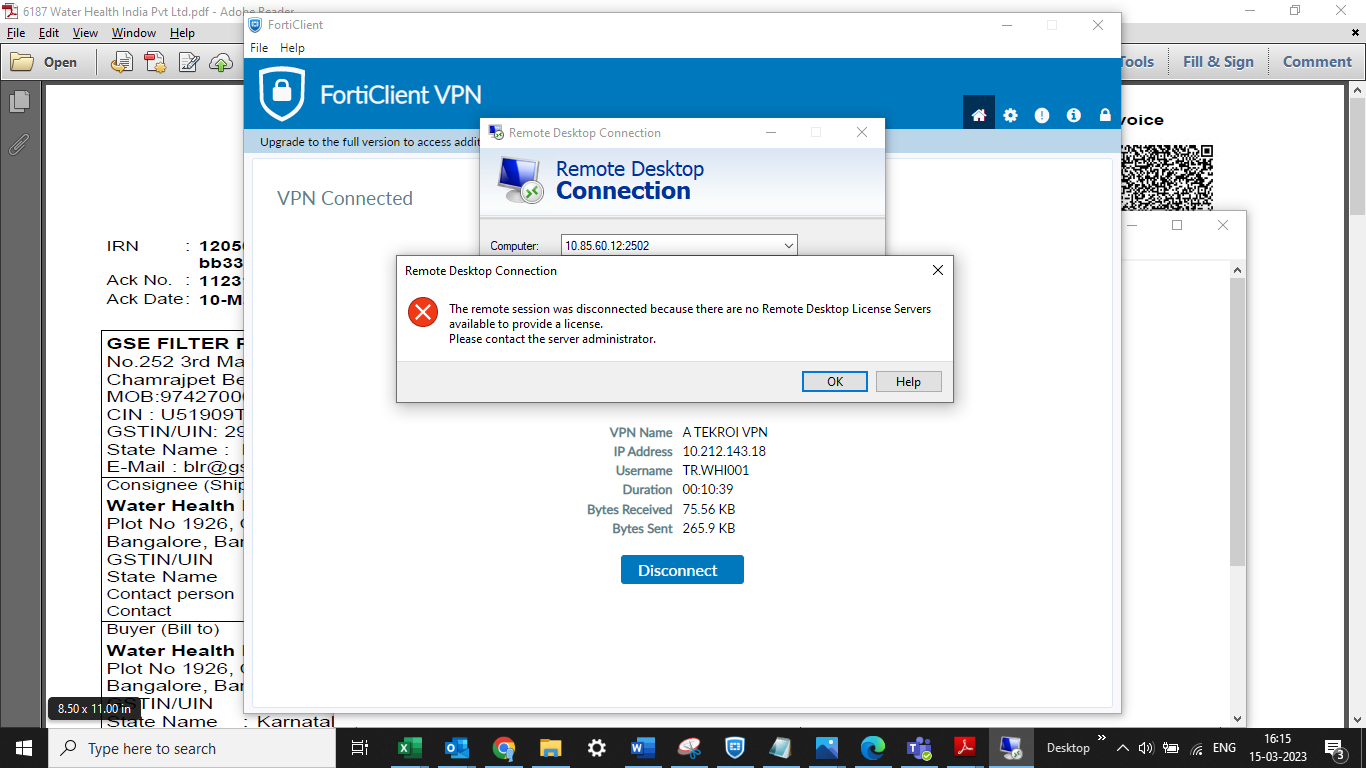 6187 Water Health India Pvt Ltd.pdf - Adobe Reader
File Edit View Window Help
Open
Tools Fill & Sign Comment
FortiClient
File Help
FortiClient VPN
Upgrade to the full version to access
VPN Connected
Remote Desktop Connection
Remote Desktop
Connection
Computer: 10.85.60.12:2502
Remote Desktop Connection
The remote session was disconnected because there are no Remote Desktop License Servers
available to provide a license.
Please contact the server administrator.
OK Help
VPN Name A TEKROI VPN
IP Address 10.212.143.18
Username TR.WHI001
Duration 00:10:39
Bytes Received 75.56 KB
Bytes Sent 265.9 KB
Disconnect
voice
IRN : 1205
bb33
Ack No. : 1123
Ack Date: 10-M
GSE FILTER
No.252 3rd Ma
Chamrajpet Be
MOB:9742700
CIN : U51909T
GSTIN/UIN: 29
State Name :
E-Mail : blr@gs
Consignee (Ship
Water Health
Plot No 1926,
Bangalore, Ban
GSTIN/UIN
State Name
Contact person
Contact
Buyer (Bill to)
Water Health
Plot No 1926,
Bangalore, Bar
GSTIN/UIN
State Name : Karnatal
8.50 x 11.00 in
Type here to search
Desktop
ENG
16:15
15-03-2023
3